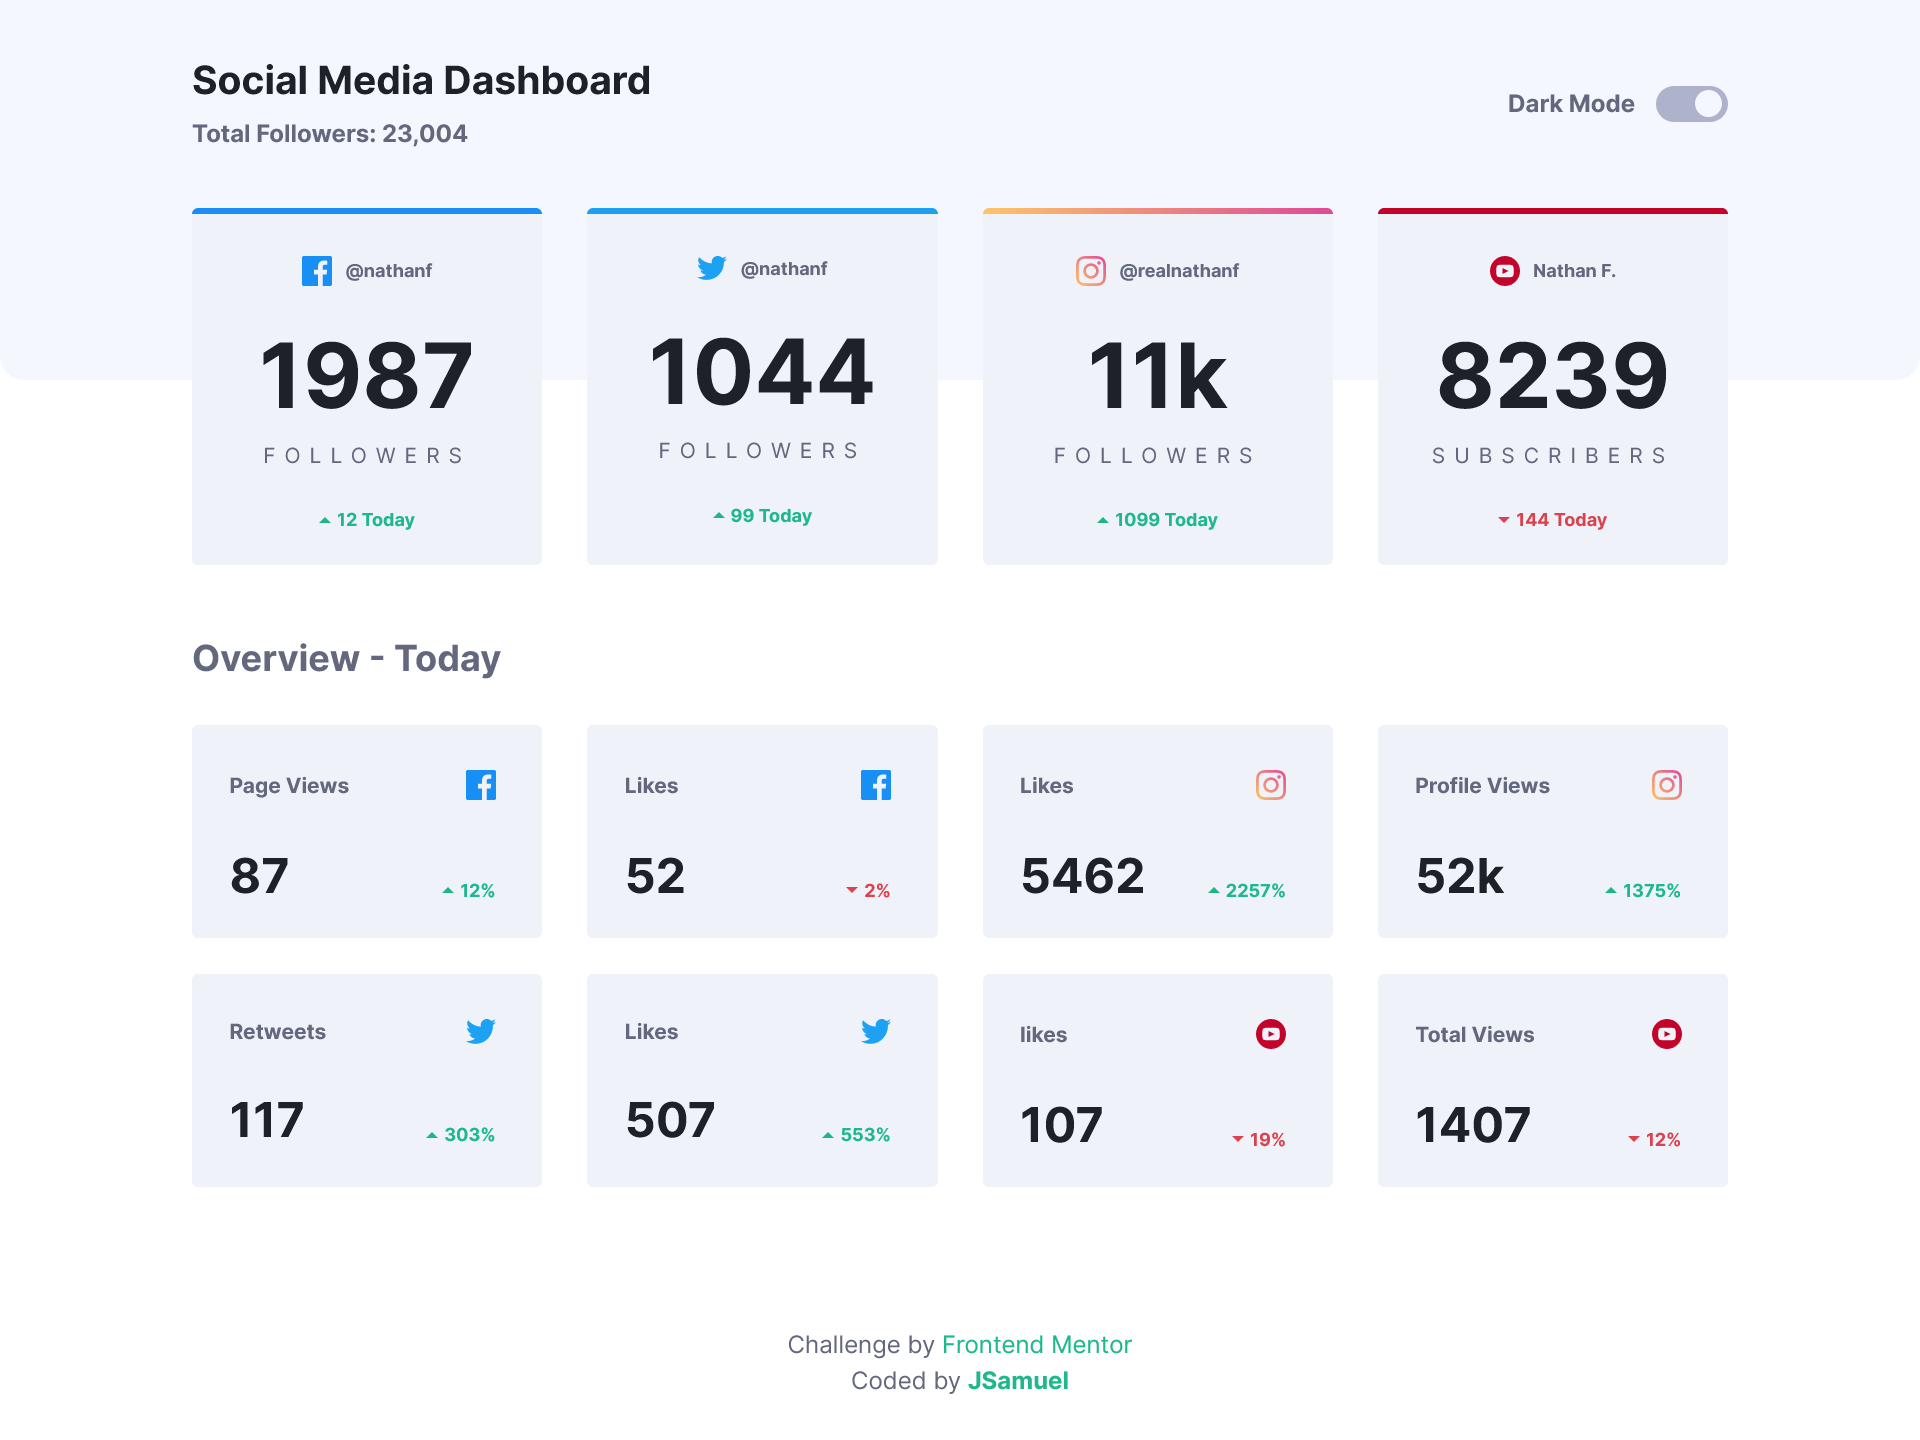 Social Media Dashboard
Total Followers: 23,004
Dark Mode
@nathanf
1987
FOLLOWERS
12 Today
@nathanf
1044
FOLLOWERS
99 Today
@realnathanf
11k
FOLLOWERS
1099 Today
Nathan F.
8239
SUBSCRIBERS
144 Today
Overview - Today
Page Views
87
12%
Likes
52
2%
Likes
5462
2257%
Profile Views
52k
1375%
Retweets
117
303%
Likes
507
553%
likes
107
19%
Total Views
1407
12%
Challenge by Frontend Mentor
Coded by JSamuel